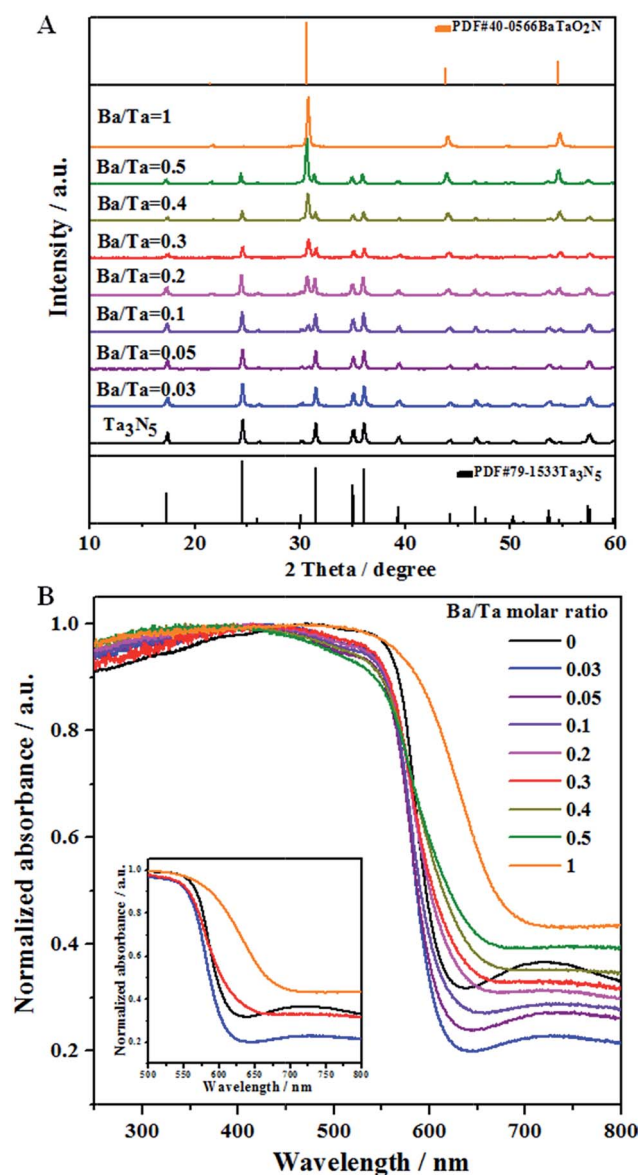 A
PDF#40-0566BaTaO2N
Ba/Ta=1
Ba/Ta=0.5
Ba/Ta=0.4
Ba/Ta=0.3
Ba/Ta=0.2
Ba/Ta=0.1
Ba/Ta=0.05
Ba/Ta=0.03
Ta3N5
PDF#79-1533Ta3N5
Intensity / a.u.
10 20 30 40 50 60
2 Theta / degree
B
Ba/Ta molar ratio
0
0.03
0.05
0.1
0.2
0.3
0.4
0.5
1
1.0
0.8
0.6
0.4
0.2
Normalized absorbance / a.u.
1.0
0.8
0.6
0.4
0.2
Normalized absorbance / a.u.
500 550 600 650 700 750 800
Wavelength / nm
300 400 500 600 700 800
Wavelength / nm